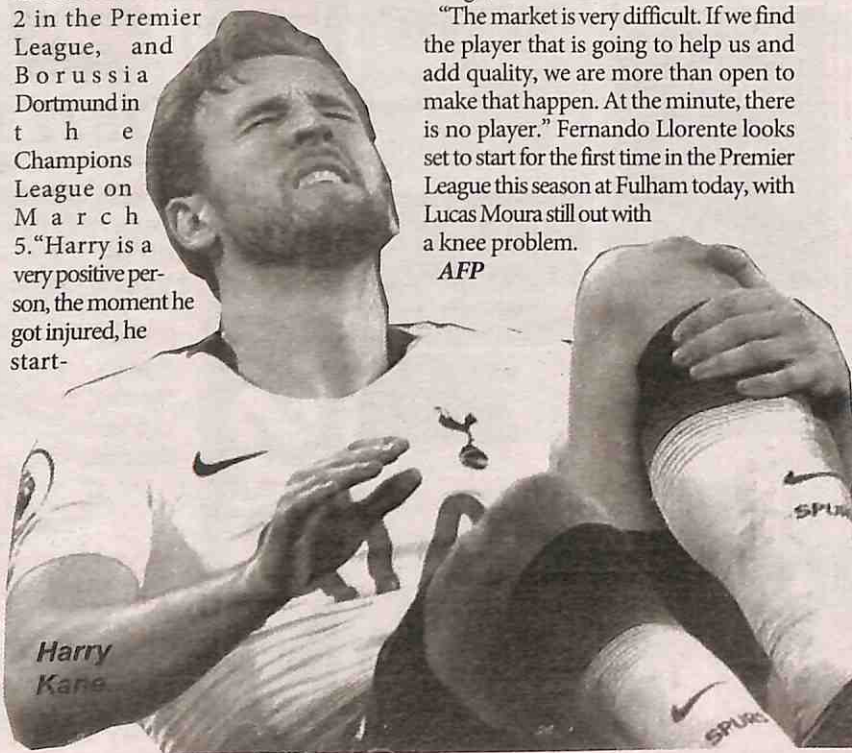 2 in the Premier
League, and
Borussia
Dortmund in
the
Champions
League on
March
5.“Harry is a
very positive per-
son, the moment he
got injured, he
start-
“The market is very difficult. If we find
the player that is going to help us and
add quality, we are more than open to
make that happen. At the minute, there
is no player.” Fernando Llorente looks
set to start for the first time in the Premier
League this season at Fulham today, with
Lucas Moura still out with
a knee problem.
AFP
Harry
Kane
SPURS